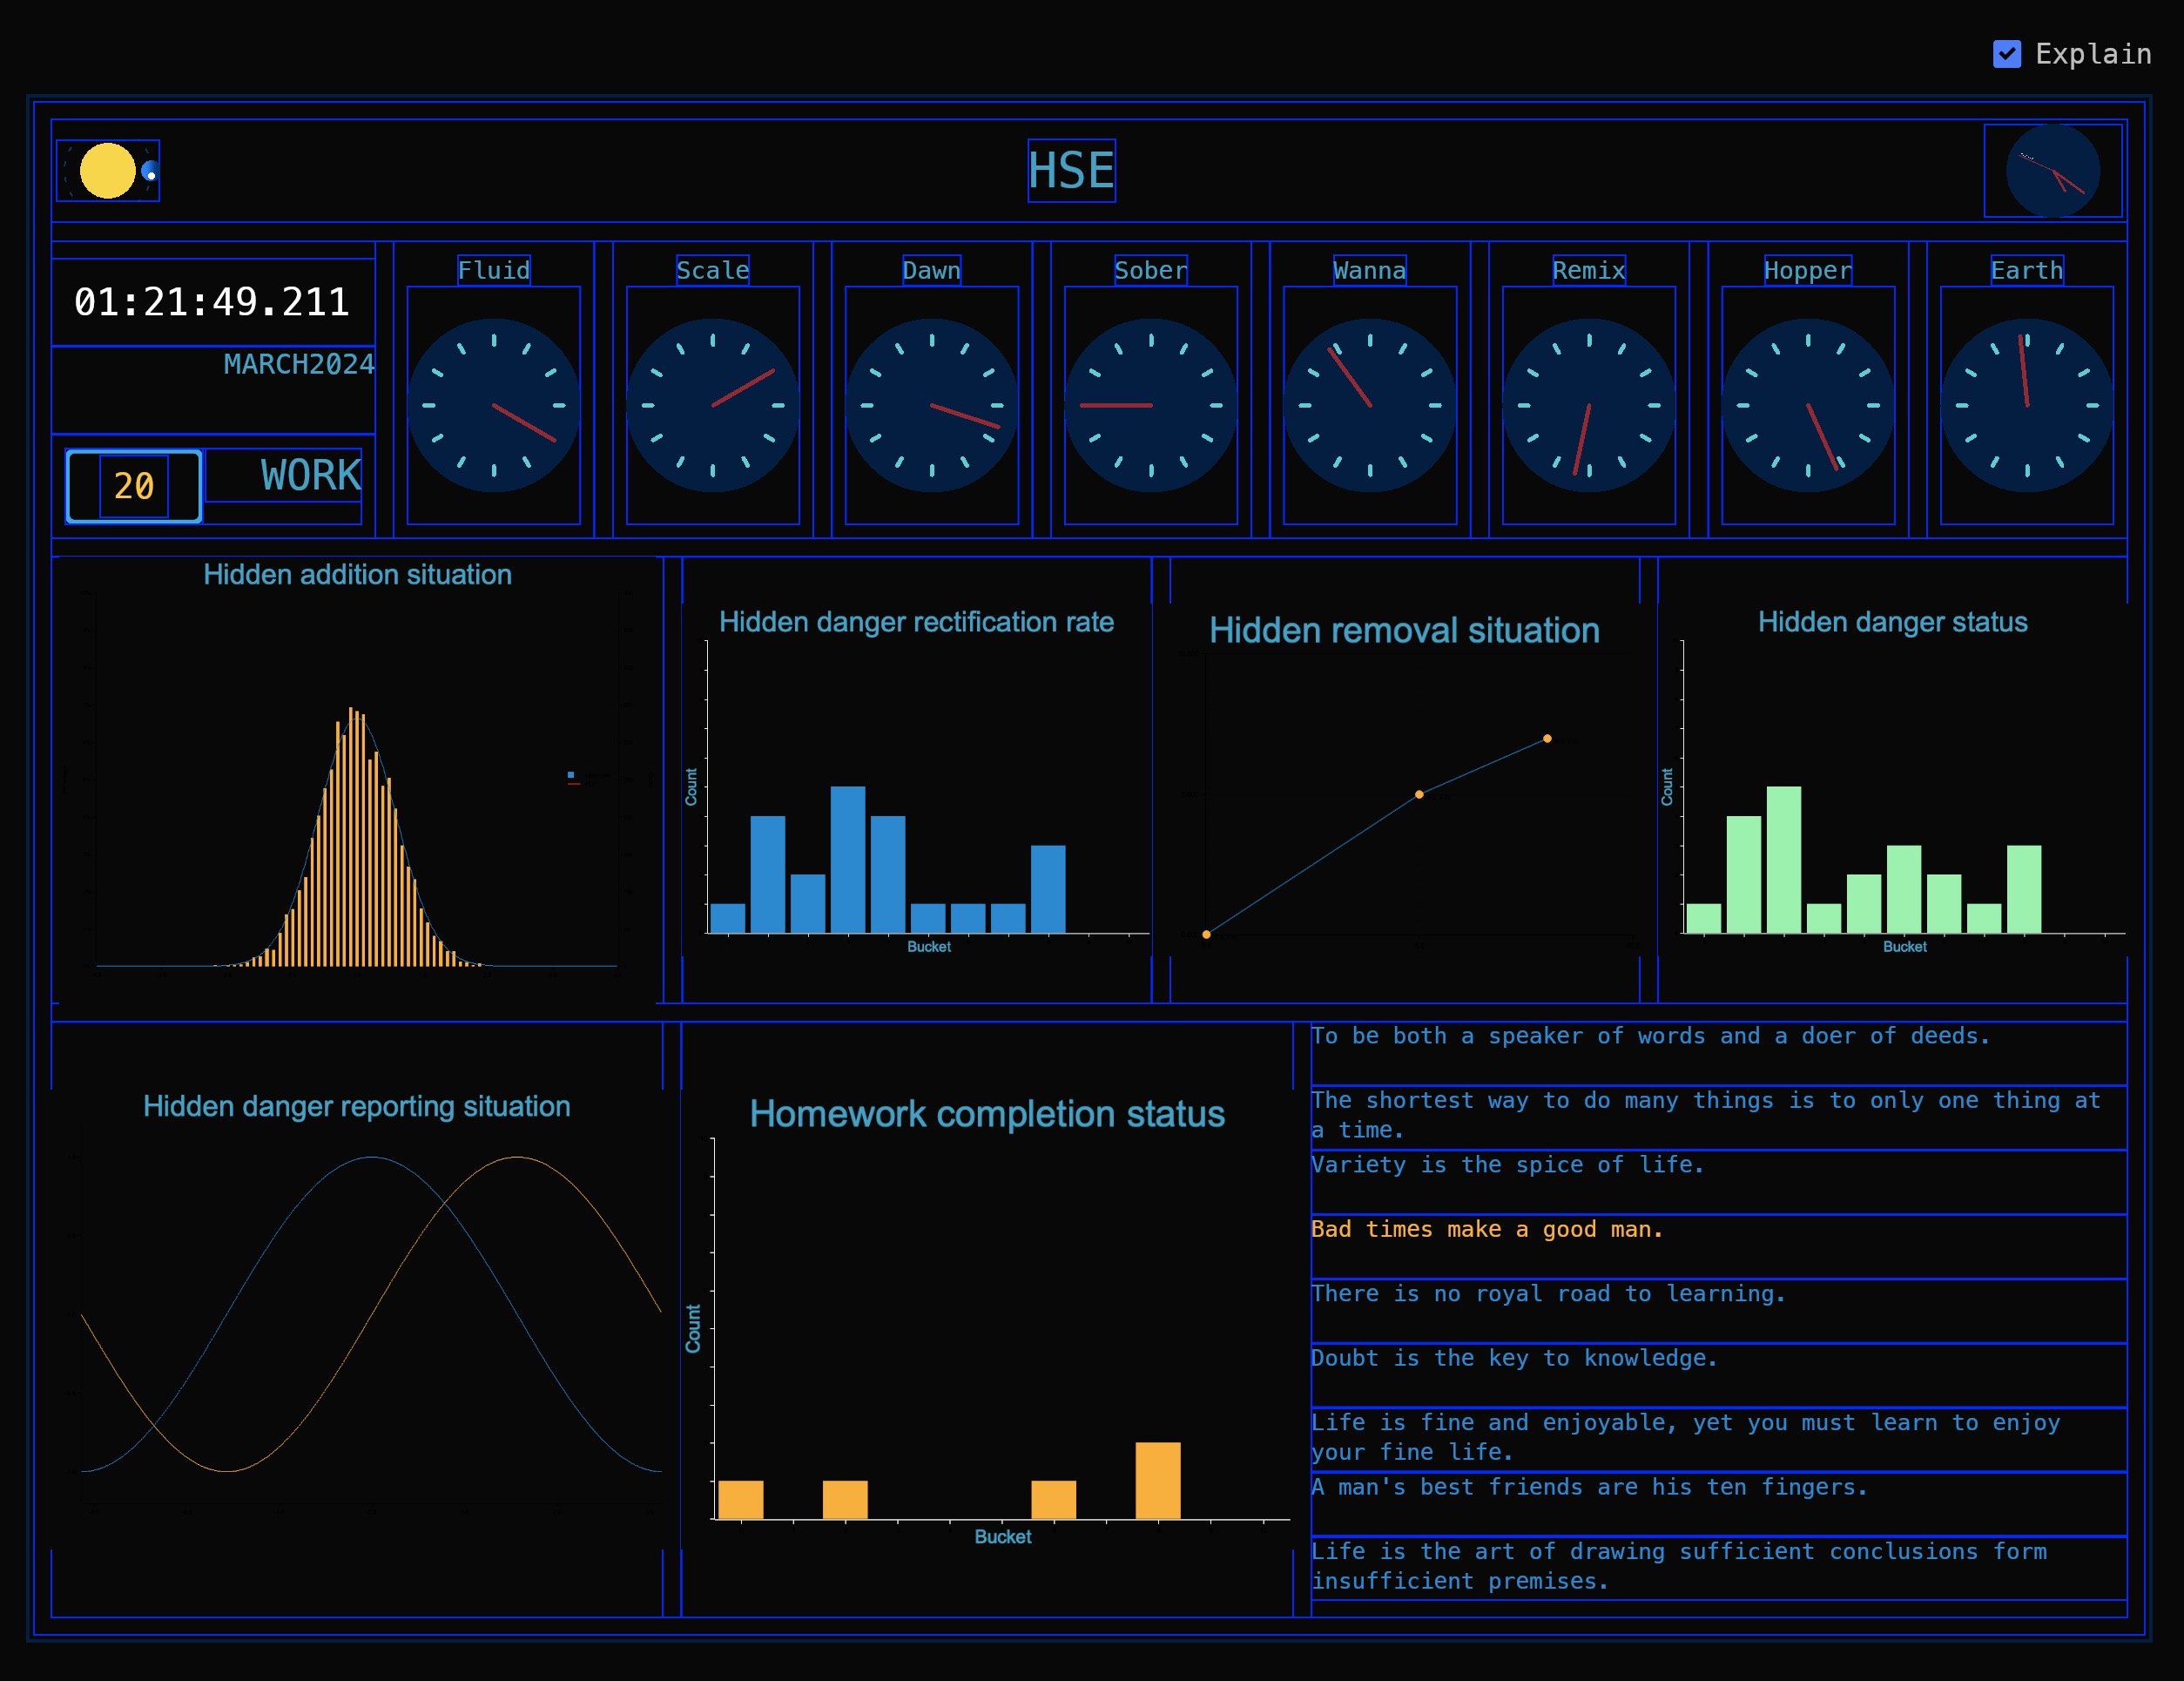 Explain
HSE
01:21:49.211
MARCH2024
20
WORK
Fluid
Scale
Dawn
Sober
Wanna
Remix
Hopper
Earth
Hidden addition situation
Hidden danger rectification rate
Count
Bucket
Hidden removal situation
Hidden danger status
Count
Bucket
Hidden danger reporting situation
Homework completion status
Count
Bucket
To be both a speaker of words and a doer of deeds.
The shortest way to do many things is to only one thing at
a time.
Variety is the spice of life.
Bad times make a good man.
There is no royal road to learning.
Doubt is the key to knowledge.
Life is fine and enjoyable, yet you must learn to enjoy
your fine life.
A man's best friends are his ten fingers.
Life is the art of drawing sufficient conclusions form
insufficient premises.